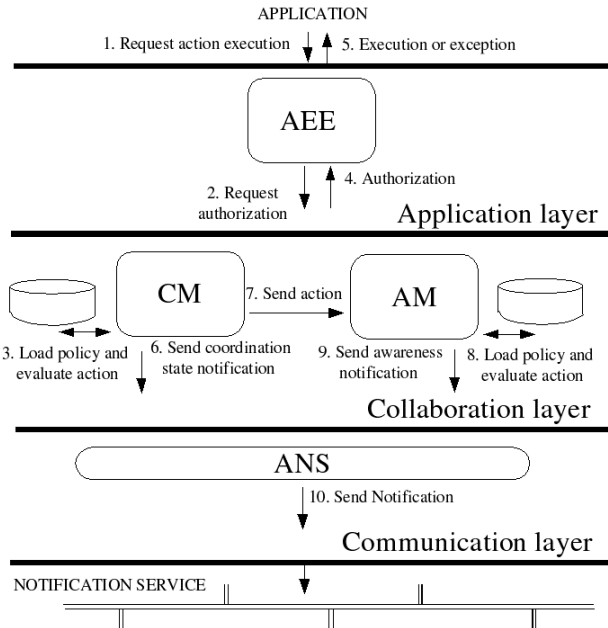 APPLICATION
1. Request action execution
5. Execution or exception
AEE
2. Request
authorization
4. Authorization
Application layer
CM
7. Send action
AM
3. Load policy and
evaluate action
6. Send coordination
state notification
9. Send awareness
notification
8. Load policy and
evaluate action
Collaboration layer
ANS
10. Send Notification
Communication layer
NOTIFICATION SERVICE